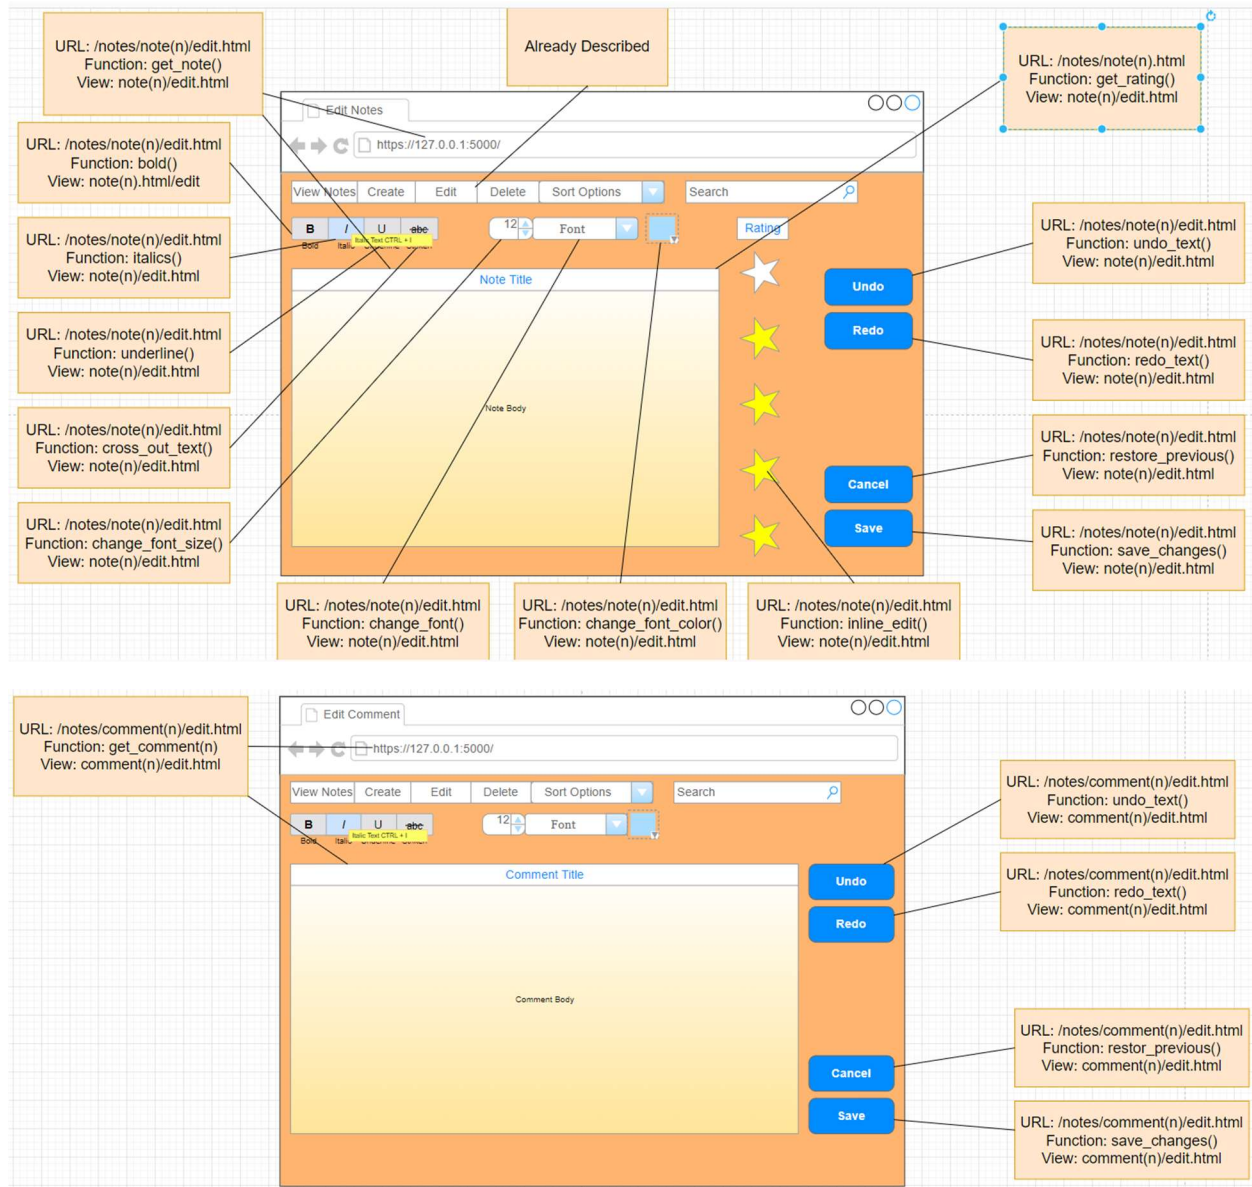 URL: /notes/note(n)/edit.html
Function: get_note()
View: note(n)/edit.html
Already Described
URL: /notes/note(n).html
Function: get_rating()
View: note(n)/edit.html
Edit Notes
https://127.0.0.1:5000/
URL: /notes/note(n)/edit.html
Function: bold()
View: note(n).html/edit
View Notes Create Edit Delete Sort Options Search
B I U abc 12 Font Rating
Italic Text CTRL + I
Bold Italic
URL: /notes/note(n)/edit.html
Function: italics()
View: note(n)/edit.html
URL: /notes/note(n)/edit.html
Function: undo_text()
View: note(n)/edit.html
Note Title
Undo
Redo
URL: /notes/note(n)/edit.html
Function: underline()
View: note(n)/edit.html
URL: /notes/note(n)/edit.html
Function: redo_text()
View: note(n)/edit.html
Note Body
URL: /notes/note(n)/edit.html
Function: cross_out_text()
View: note(n)/edit.html
URL: /notes/note(n)/edit.html
Function: restore_previous()
View: note(n)/edit.html
Cancel
Save
URL: /notes/note(n)/edit.html
Function: change_font_size()
View: note(n)/edit.html
URL: /notes/note(n)/edit.html
Function: save_changes()
View: note(n)/edit.html
URL: /notes/note(n)/edit.html
Function: change_font()
View: note(n)/edit.html
URL: /notes/note(n)/edit.html
Function: change_font_color()
View: note(n)/edit.html
URL: /notes/note(n)/edit.html
Function: inline_edit()
View: note(n)/edit.html
URL: /notes/comment(n)/edit.html
Function: get_comment(n)
View: comment(n)/edit.html
Edit Comment
https://127.0.0.1:5000/
View Notes Create Edit Delete Sort Options Search
B I U abc 12 Font
Italic Text CTRL + I
Bold Italic
URL: /notes/comment(n)/edit.html
Function: undo_text()
View: comment(n)/edit.html
Comment Title
Undo
Redo
URL: /notes/comment(n)/edit.html
Function: redo_text()
View: comment(n)/edit.html
Comment Body
URL: /notes/comment(n)/edit.html
Function: restor_previous()
View: comment(n)/edit.html
Cancel
Save
URL: /notes/comment(n)/edit.html
Function: save_changes()
View: comment(n)/edit.html